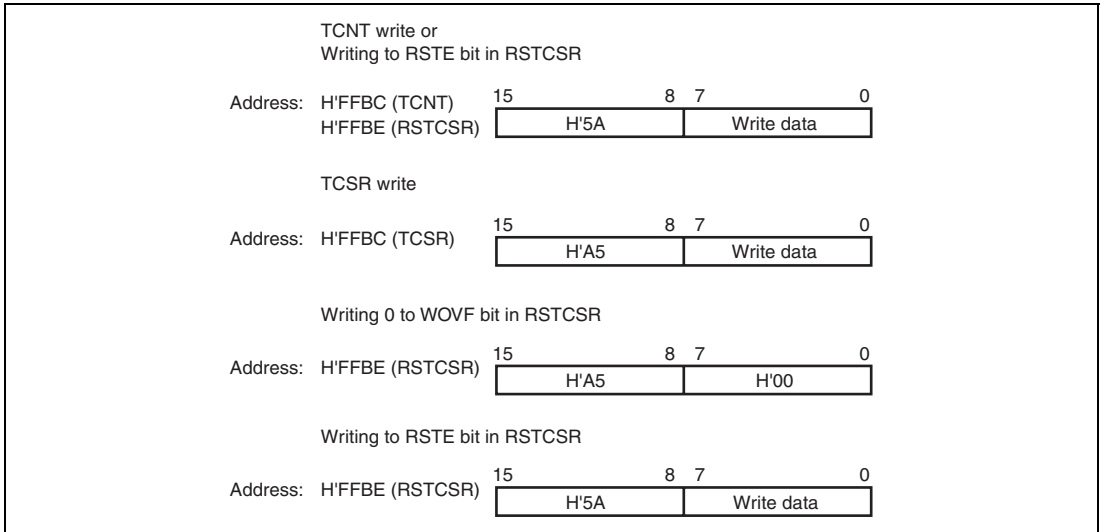 TCNT write or
Writing to RSTE bit in RSTCSR
15 8 7 0
Address: H'FFBC (TCNT)
H'FFBE (RSTCSR)
H'5A Write data
TCSR write
15 8 7 0
Address: H'FFBC (TCSR)
H'A5 Write data
Writing 0 to WOVF bit in RSTCSR
15 8 7 0
Address: H'FFBE (RSTCSR)
H'A5 H'00
Writing to RSTE bit in RSTCSR
15 8 7 0
Address: H'FFBE (RSTCSR)
H'5A Write data